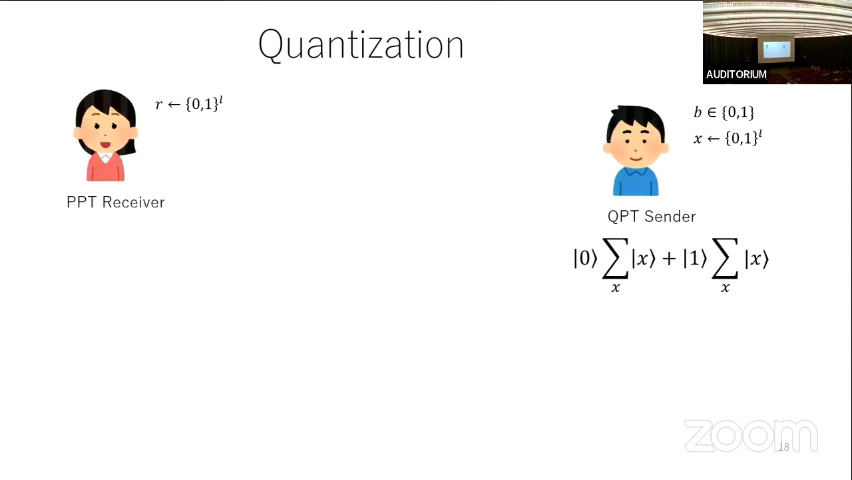 Quantization
AUDITORIUM
r ← {0,1}^l
b ∈ {0,1}
x ← {0,1}^l
PPT Receiver
QPT Sender
|0⟩ ∑_x |x⟩ + |1⟩ ∑_x |x⟩
zoom
18